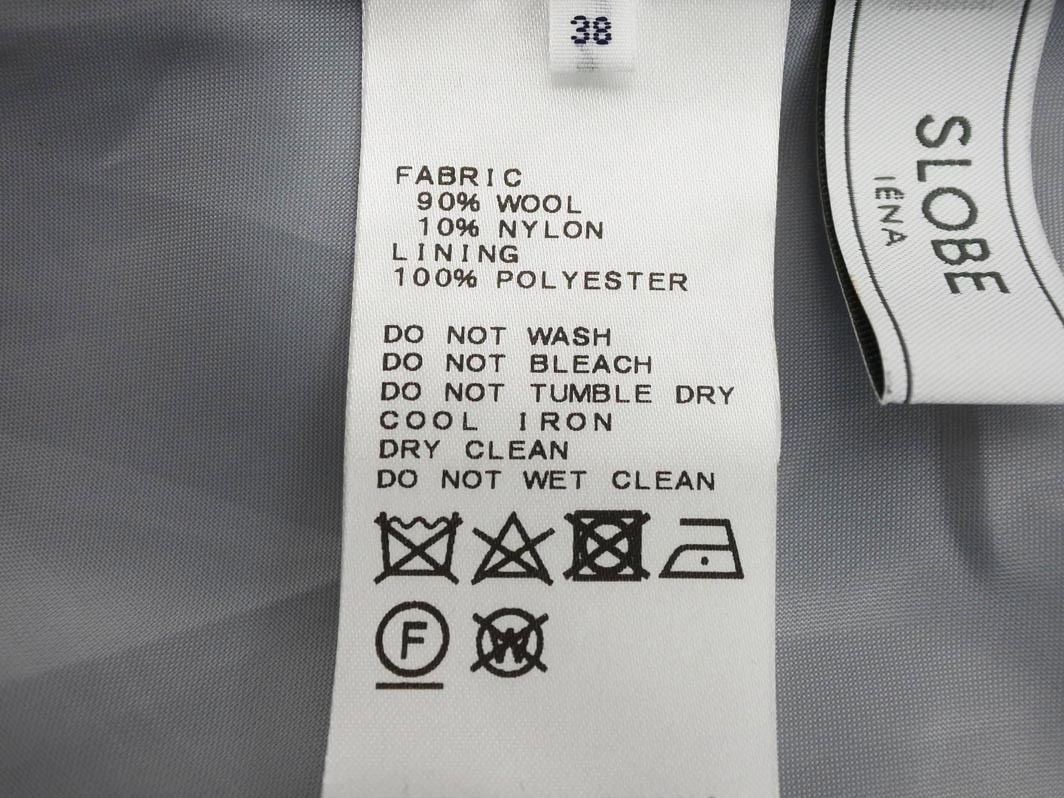 38
FABRIC
90% WOOL
10% NYLON
LINING
100% POLYESTER
DO NOT WASH
DO NOT BLEACH
DO NOT TUMBLE DRY
COOL IRON
DRY CLEAN
DO NOT WET CLEAN
F
W
SLOBE
IÉNA